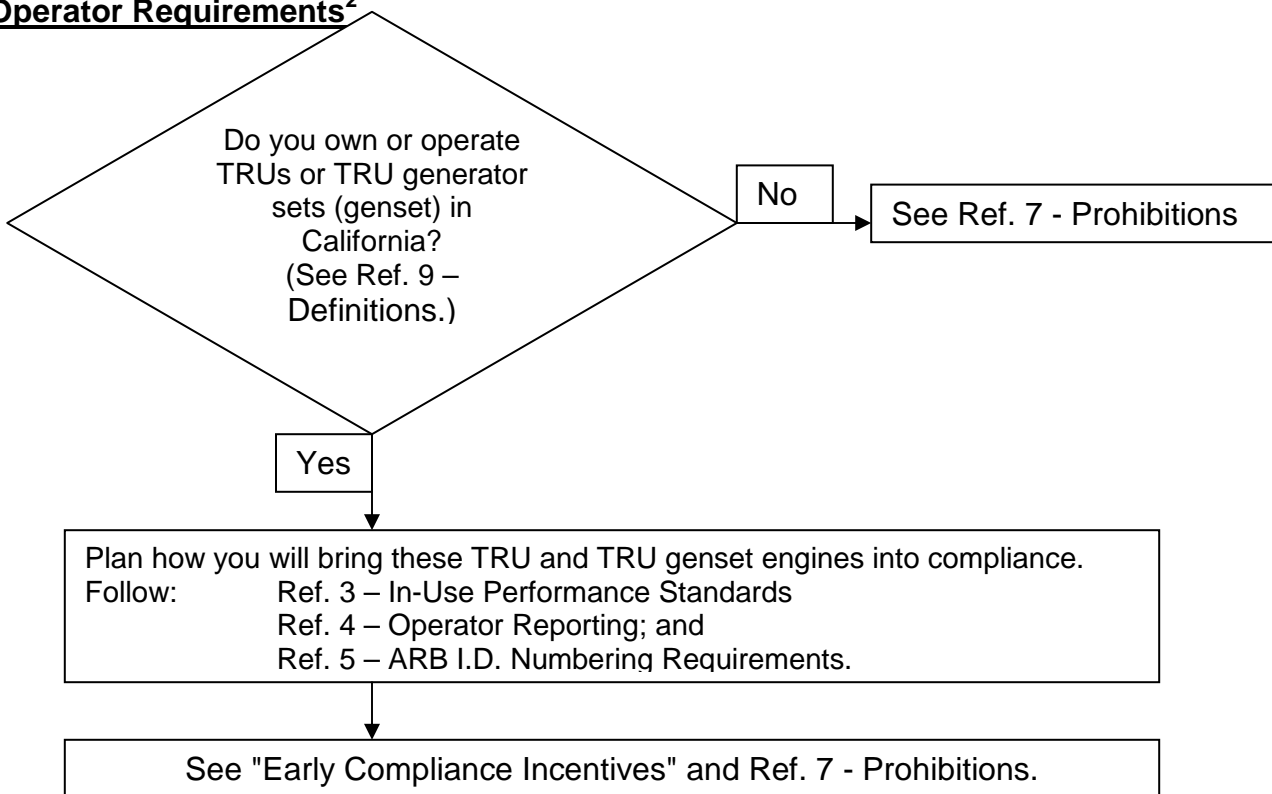 Operator Requirements²
Do you own or operate
TRUs or TRU generator
sets (genset) in
California?
(See Ref. 9 –
Definitions.)
No
See Ref. 7 - Prohibitions
Yes
Plan how you will bring these TRU and TRU genset engines into compliance.
Follow: Ref. 3 – In-Use Performance Standards
Ref. 4 – Operator Reporting; and
Ref. 5 – ARB I.D. Numbering Requirements.
See "Early Compliance Incentives" and Ref. 7 - Prohibitions.